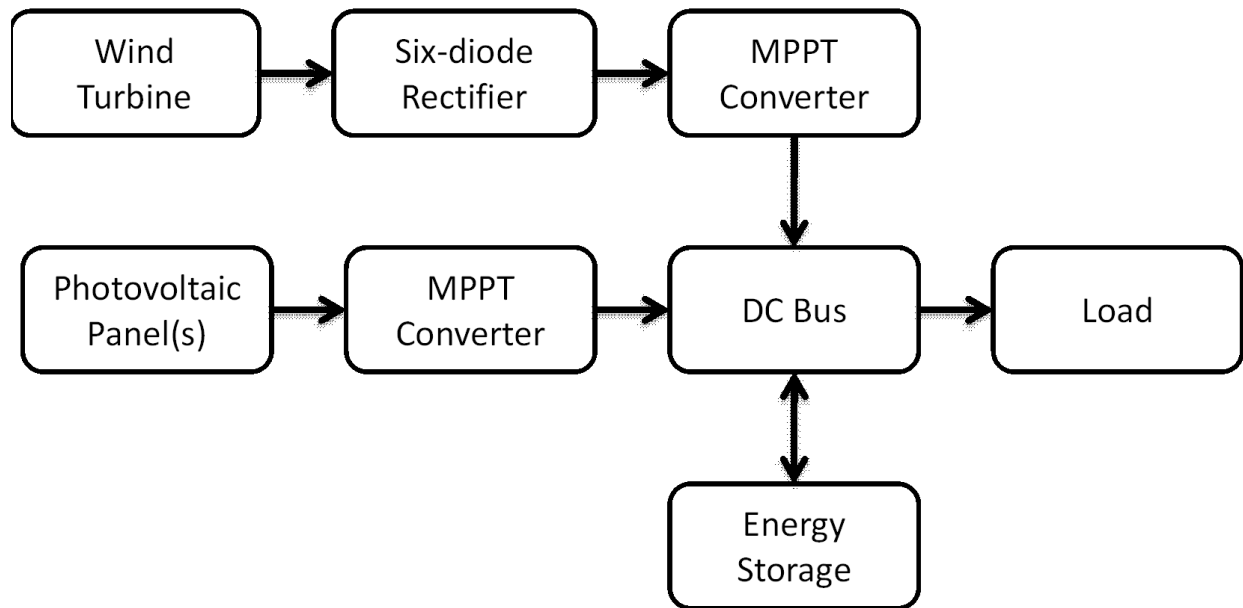 Wind
Turbine
Six-diode
Rectifier
MPPT
Converter
Photovoltaic
Panel(s)
MPPT
Converter
DC Bus
Load
Energy
Storage